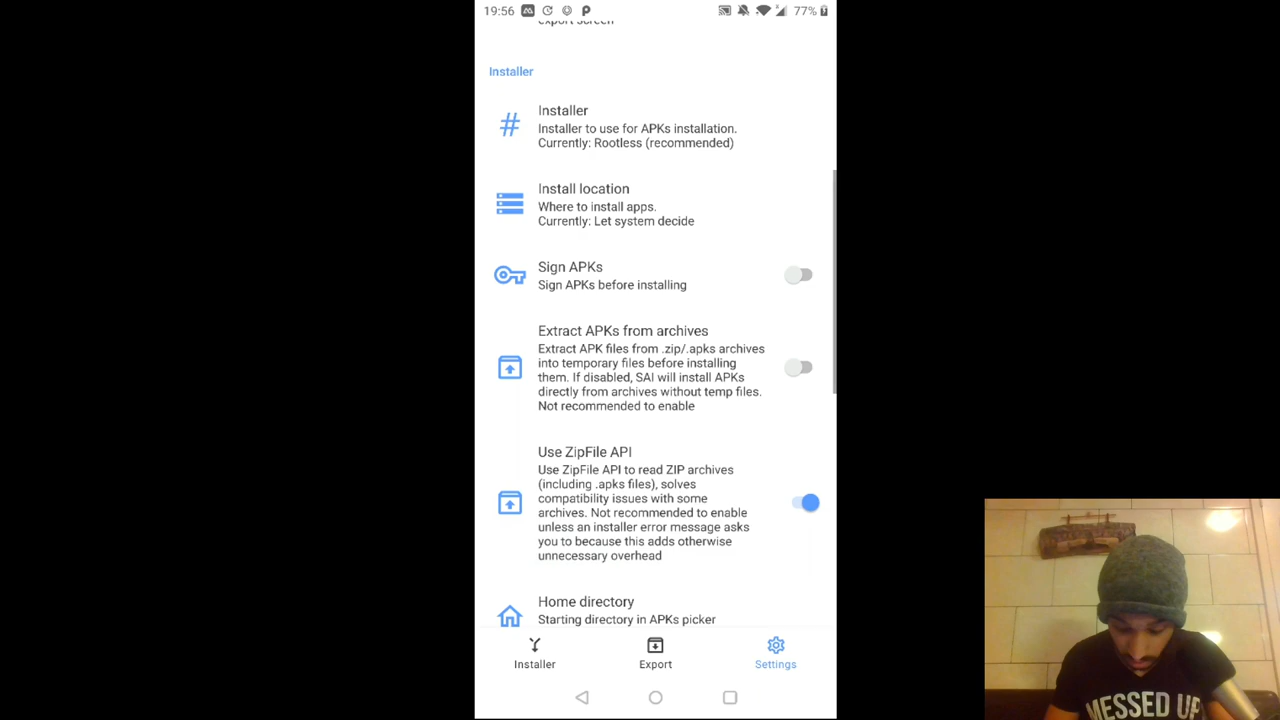 19:56
77%
export screen
Installer
Installer
Installer to use for APKs installation.
Currently: Rootless (recommended)
Install location
Where to install apps.
Currently: Let system decide
Sign APKs
Sign APKs before installing
Extract APKs from archives
Extract APK files from .zip/.apks archives
into temporary files before installing
them. If disabled, SAI will install APKs
directly from archives without temp files.
Not recommended to enable
Use ZipFile API
Use ZipFile API to read ZIP archives
(including .apks files), solves
compatibility issues with some
archives. Not recommended to enable
unless an installer error message asks
you to because this adds otherwise
unnecessary overhead
Home directory
Starting directory in APKs picker
Installer
Export
Settings
MESSED UP